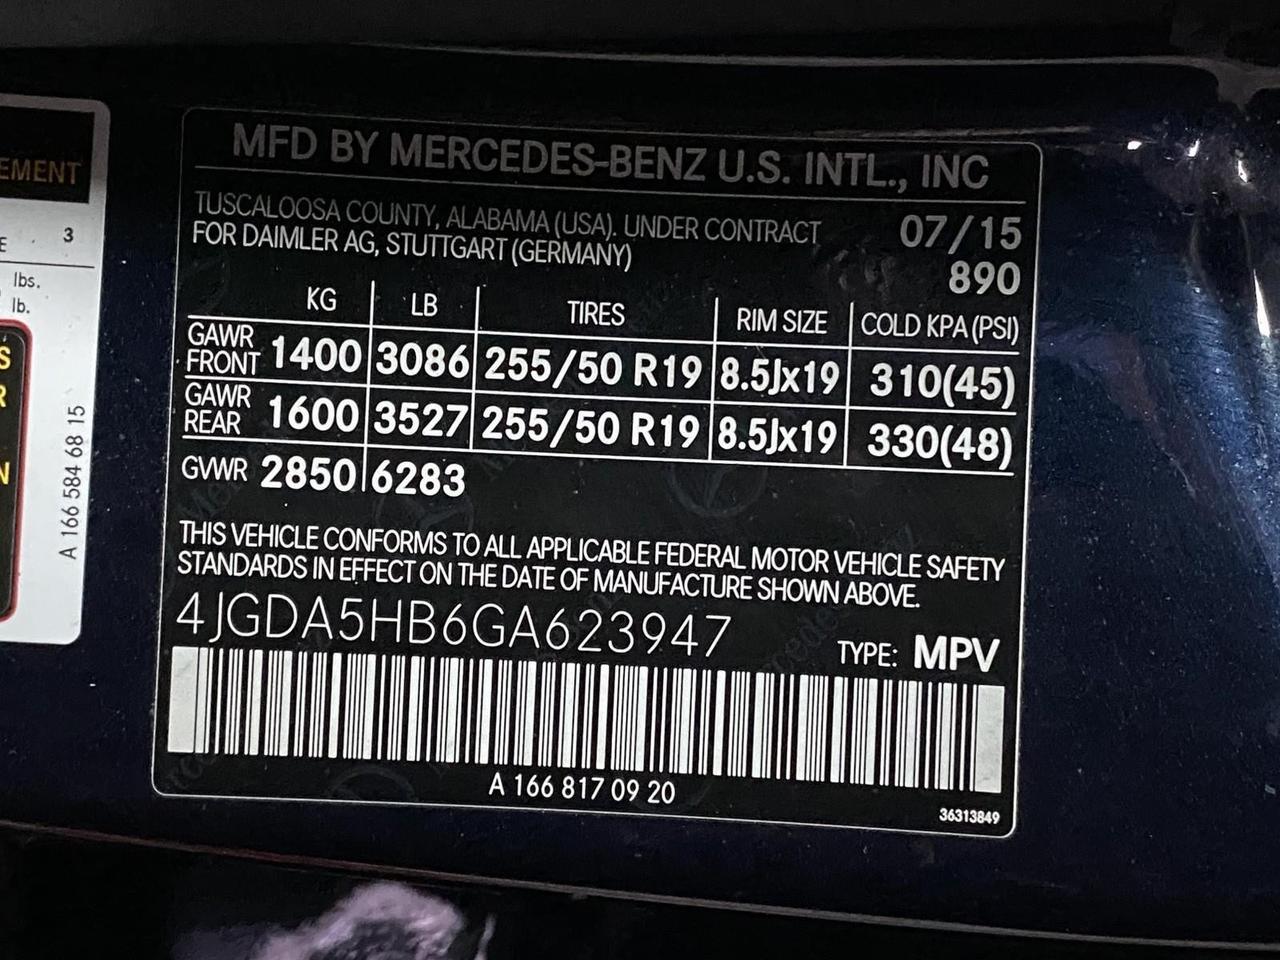 EMENT
E 3
lbs.
lb.
S
R
N
A 166 584 68 15
MFD BY MERCEDES-BENZ U.S. INTL., INC
TUSCALOOSA COUNTY, ALABAMA (USA). UNDER CONTRACT 07/15
FOR DAIMLER AG, STUTTGART (GERMANY) 890
KG LB TIRES RIM SIZE COLD KPA (PSI)
GAWR FRONT 1400 3086 255/50 R19 8.5Jx19 310(45)
GAWR REAR 1600 3527 255/50 R19 8.5Jx19 330(48)
GVWR 2850 6283
THIS VEHICLE CONFORMS TO ALL APPLICABLE FEDERAL MOTOR VEHICLE SAFETY
STANDARDS IN EFFECT ON THE DATE OF MANUFACTURE SHOWN ABOVE.
4JGDA5HB6GA623947
TYPE: MPV
A 166 817 09 20
36313849